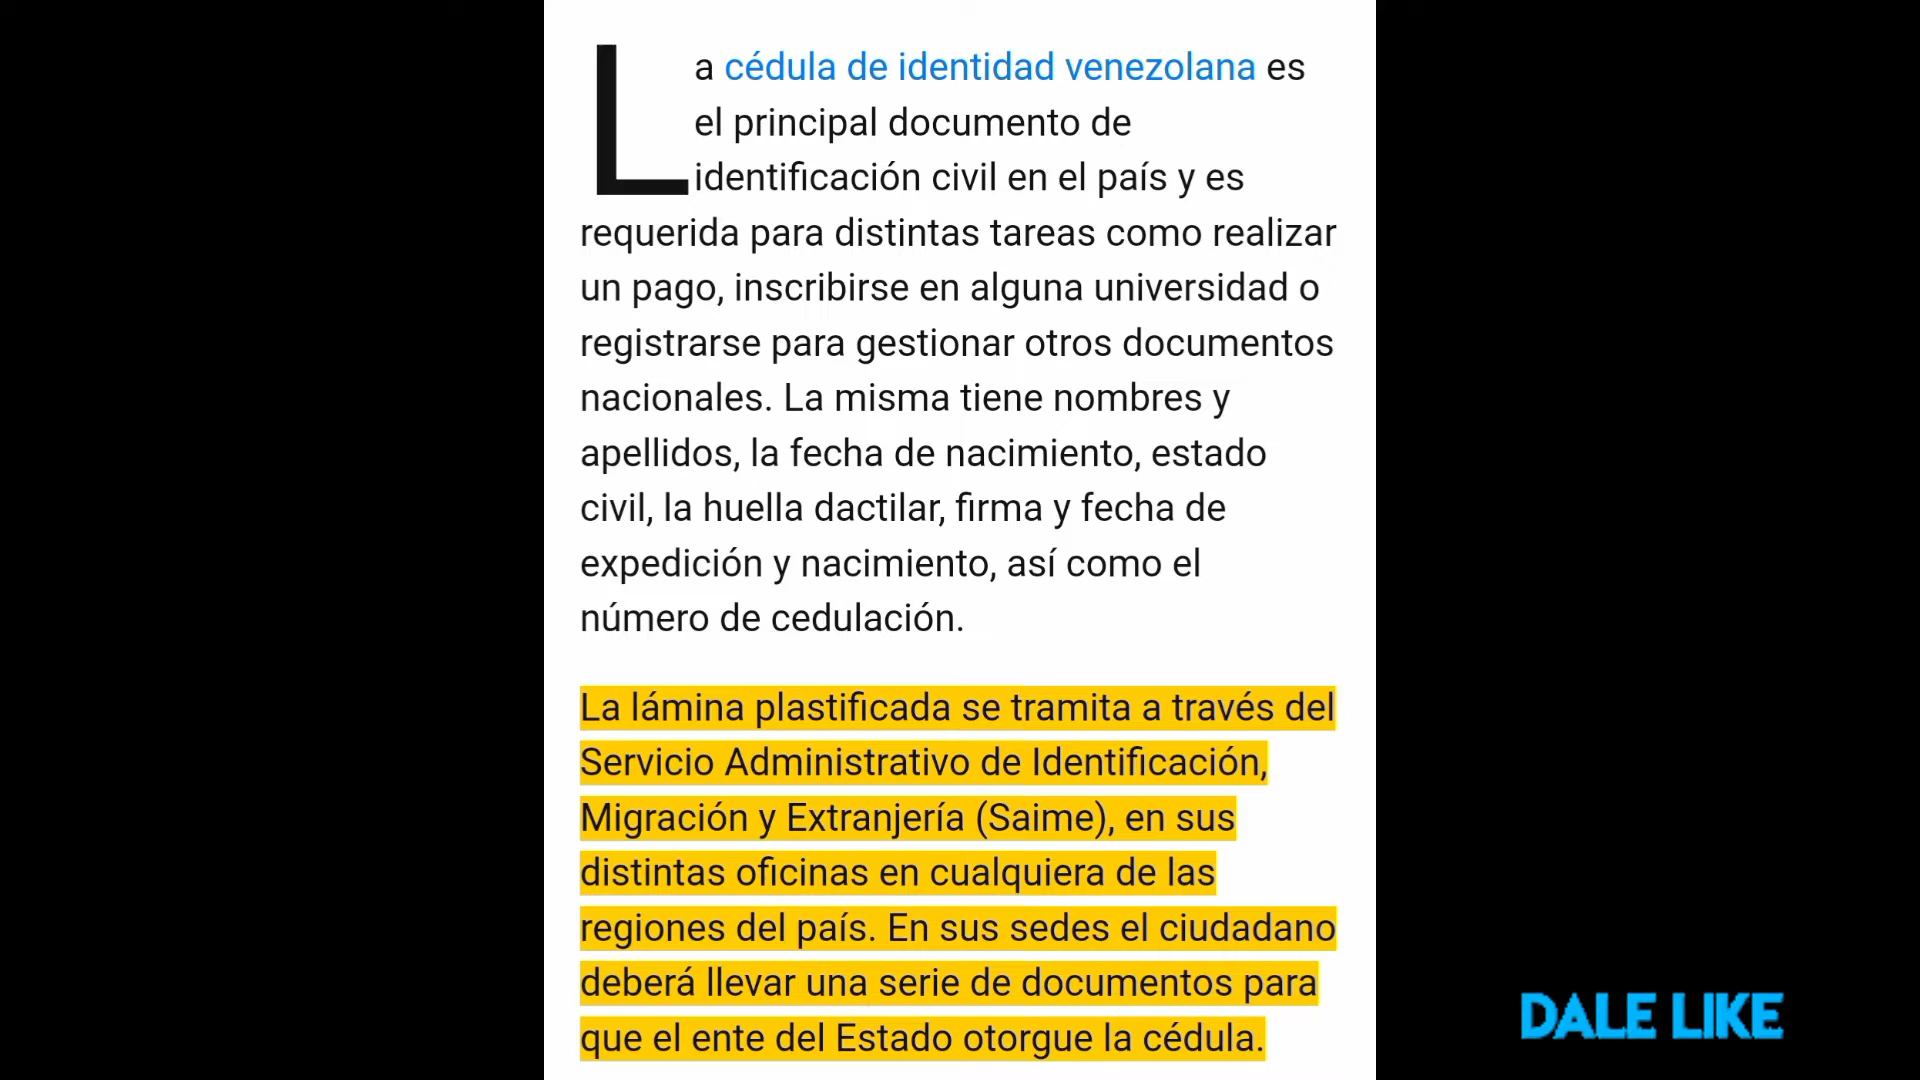 La cédula de identidad venezolana es
el principal documento de
identificación civil en el país y es
requerida para distintas tareas como realizar
un pago, inscribirse en alguna universidad o
registrarse para gestionar otros documentos
nacionales. La misma tiene nombres y
apellidos, la fecha de nacimiento, estado
civil, la huella dactilar, firma y fecha de
expedición y nacimiento, así como el
número de cedulación.
La lámina plastificada se tramita a través del
Servicio Administrativo de Identificación,
Migración y Extranjería (Saime), en sus
distintas oficinas en cualquiera de las
regiones del país. En sus sedes el ciudadano
deberá llevar una serie de documentos para
que el ente del Estado otorgue la cédula.
DALE LIKE